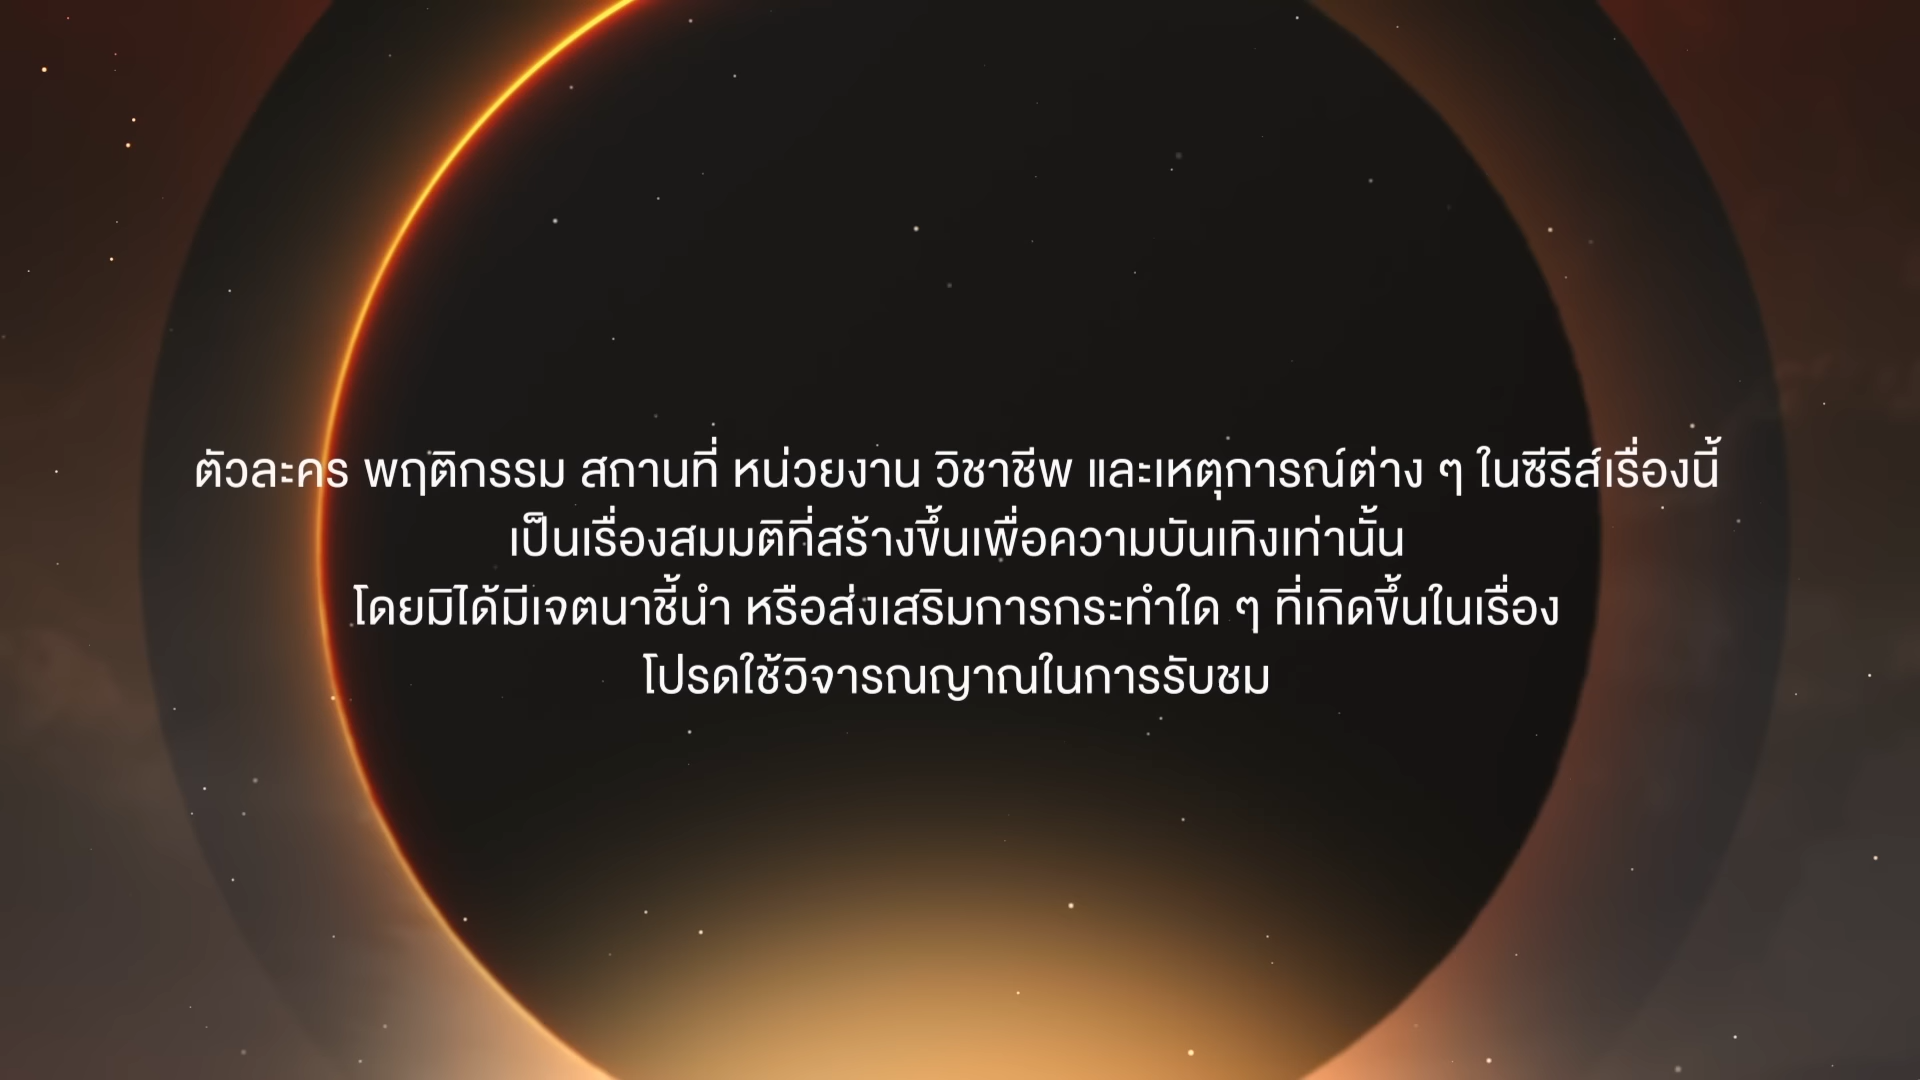 ตัวละคร พฤติกรรม สถานที่ หน่วยงาน วิชาชีพ และเหตุการณ์ต่าง ๆ ในซีรีส์เรื่องนี้
เป็นเรื่องสมมติที่สร้างขึ้นเพื่อความบันเทิงเท่านั้น
โดยมิได้มีเจตนาชี้นำ หรือส่งเสริมการกระทำใด ๆ ที่เกิดขึ้นในเรื่อง
โปรดใช้วิจารณญาณในการรับชม